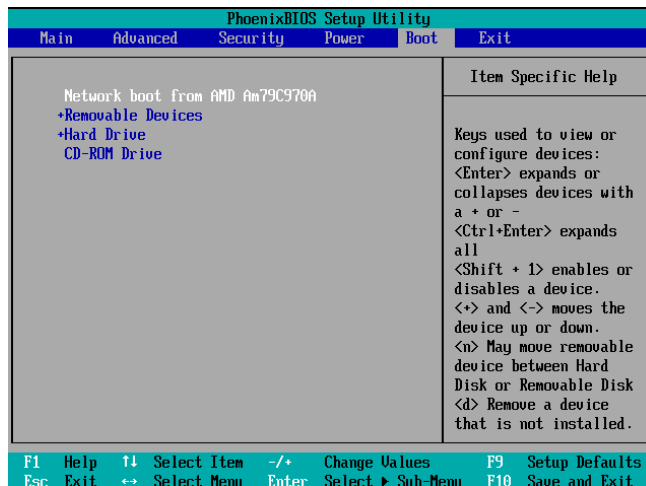 PhoenixBIOS Setup Utility
Main Advanced Security Power Boot Exit
Network boot from AMD Am79C970A
+Removable Devices
+Hard Drive
CD-ROM Drive
Item Specific Help
Keys used to view or
configure devices:
<Enter> expands or
collapses devices with
a + or -
<Ctrl+Enter> expands
all
<Shift + 1> enables or
disables a device.
<+> and <-> moves the
device up or down.
<n> May move removable
device between Hard
Disk or Removable Disk
<d> Remove a device
that is not installed.
F1 Help ↑↓ Select Item -/+ Change Values F9 Setup Defaults
Esc Exit ↔ Select Menu Enter Select ▶ Sub-Menu F10 Save and Exit